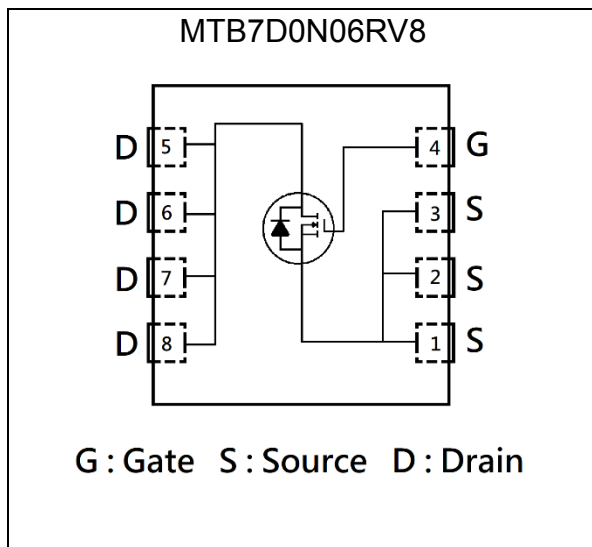 MTB7D0N06RV8
D 5 4 G
D 6 3 S
D 7 2 S
D 8 1 S
G : Gate S : Source D : Drain